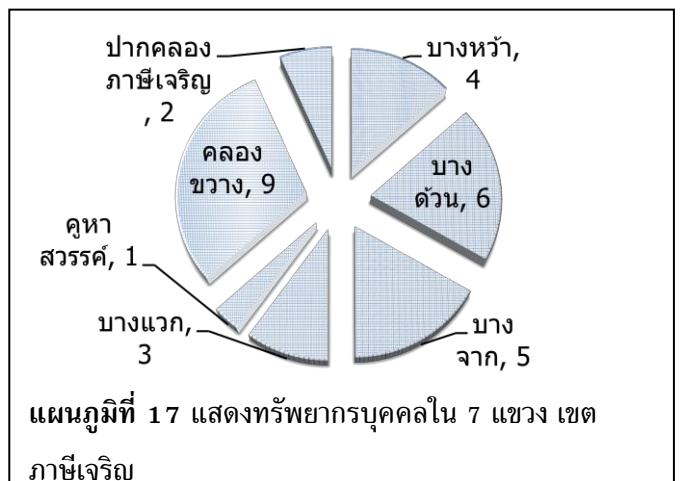 ปากคลอง
ภาษีเจริญ
, 2
บางหว้า,
4
คลอง
ขวาง, 9
บาง
ด้วน, 6
คูหา
สวรรค์, 1
บางแวก,
3
บาง
จาก, 5
แผนภูมิที่ 17 แสดงทรัพยากรบุคคลใน 7 แขวง เขต
ภาษีเจริญ